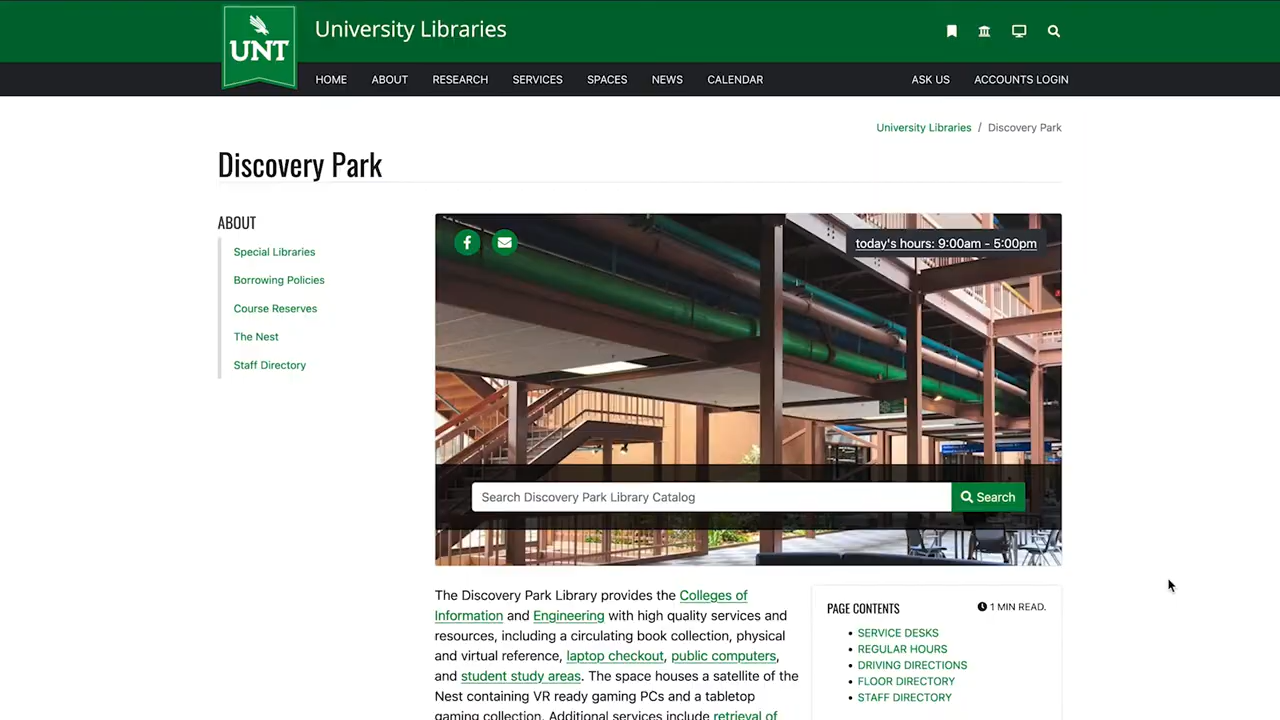 UNT
University Libraries
HOME ABOUT RESEARCH SERVICES SPACES NEWS CALENDAR ASK US ACCOUNTS LOGIN
University Libraries / Discovery Park
Discovery Park
ABOUT
Special Libraries
Borrowing Policies
Course Reserves
The Nest
Staff Directory
today's hours: 9:00am - 5:00pm
Search Discovery Park Library Catalog Search
The Discovery Park Library provides the Colleges of
Information and Engineering with high quality services and
resources, including a circulating book collection, physical
and virtual reference, laptop checkout, public computers,
and student study areas. The space houses a satellite of the
Nest containing VR ready gaming PCs and a tabletop
gaming collection. Additional services include retrieval of
PAGE CONTENTS 1 MIN READ.
SERVICE DESKS
REGULAR HOURS
DRIVING DIRECTIONS
FLOOR DIRECTORY
STAFF DIRECTORY